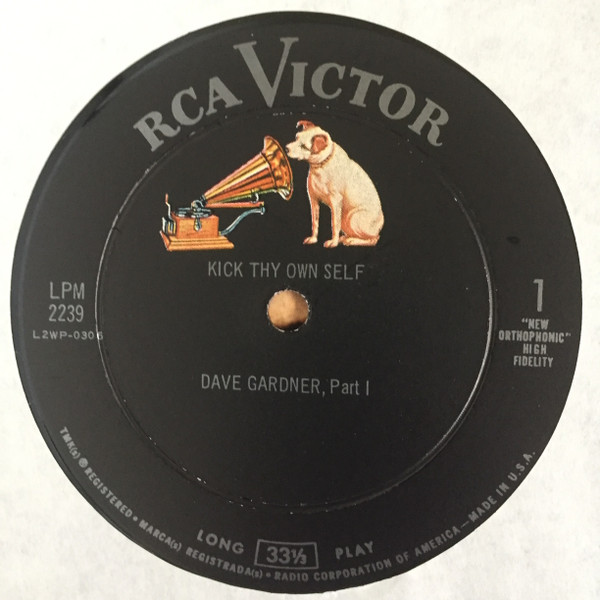 RCA VICTOR
KICK THY OWN SELF
LPM
2239
L2WP-0306
1
"NEW
ORTHOPHONIC"
HIGH
FIDELITY
DAVE GARDNER, Part I
LONG 33⅓ PLAY
TMK(s) ® REGISTERED • MARCA(s) REGISTRADA(s) • RADIO CORPORATION OF AMERICA — MADE IN U.S.A.